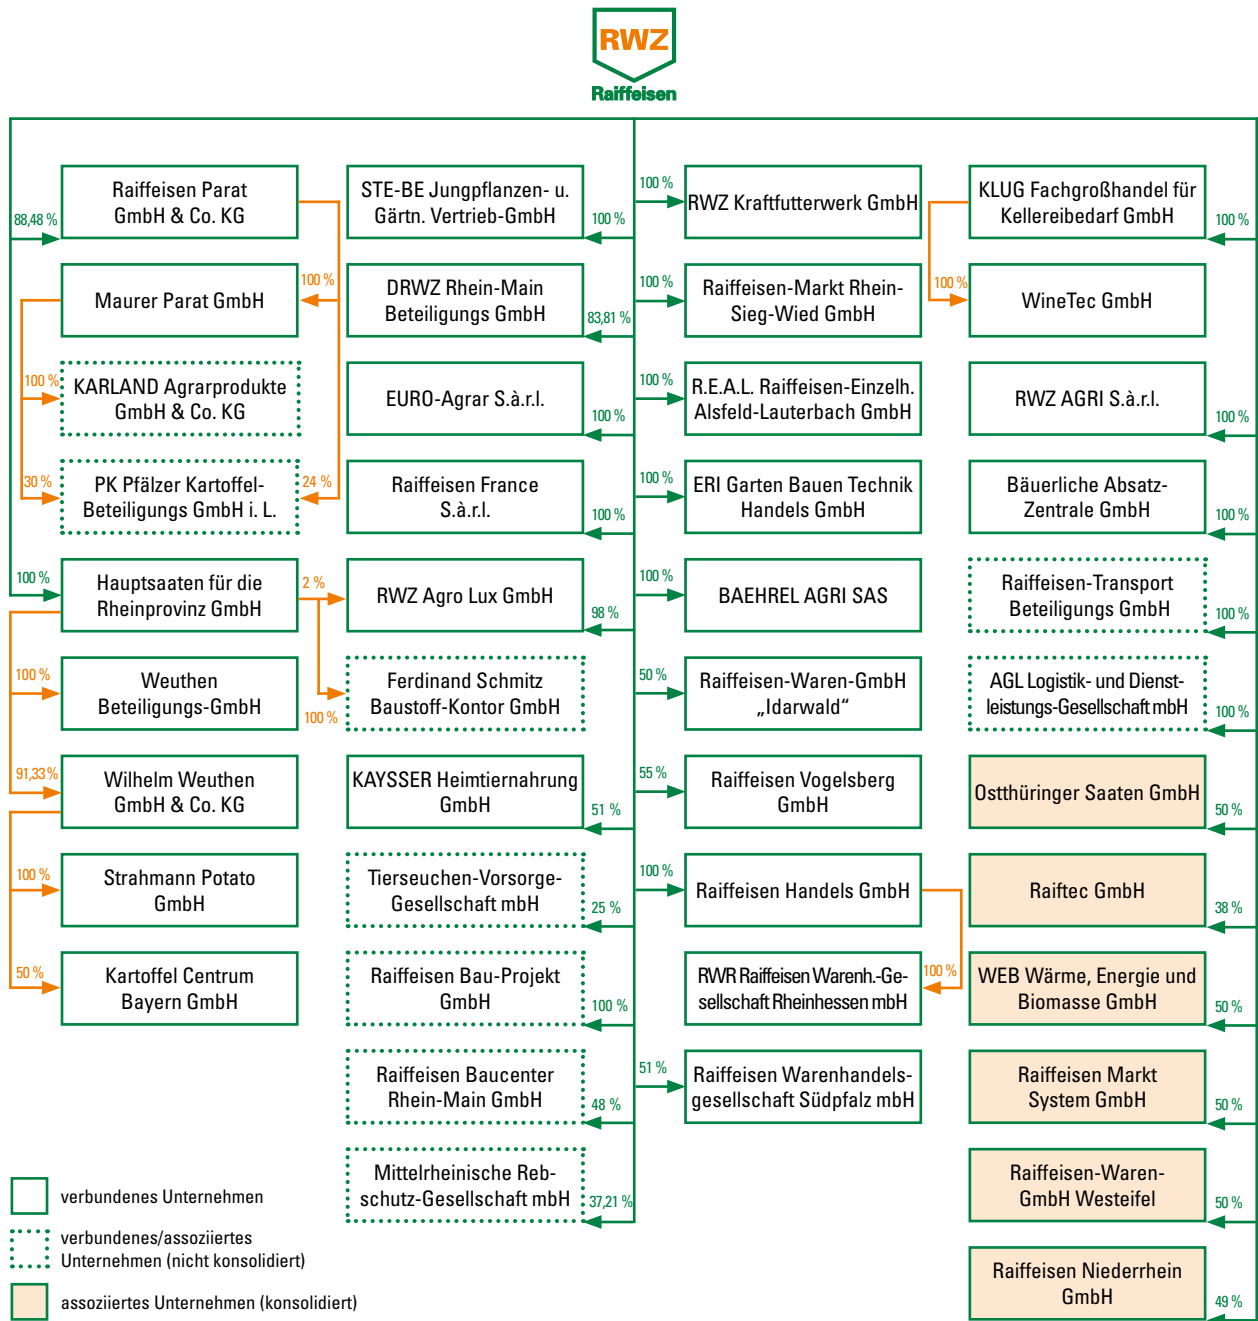 RWZ
Raiffeisen
88,48 %
Raiffeisen Parat
GmbH & Co. KG
Maurer Parat GmbH
100 %
100 %
KARLAND Agrarprodukte
GmbH & Co. KG
30 %
PK Pfälzer Kartoffel-
Beteiligungs GmbH i. L.
24 %
100 %
Hauptsaaten für die
Rheinprovinz GmbH
2 %
100 %
Weuthen
Beteiligungs-GmbH
100 %
91,33 %
Wilhelm Weuthen
GmbH & Co. KG
100 %
Strahmann Potato
GmbH
50 %
Kartoffel Centrum
Bayern GmbH
STE-BE Jungpflanzen- u.
Gärtn. Vertrieb-GmbH
100 %
DRWZ Rhein-Main
Beteiligungs GmbH
83,81 %
EURO-Agrar S.à.r.l.
100 %
Raiffeisen France
S.à.r.l.
100 %
RWZ Agro Lux GmbH
98 %
Ferdinand Schmitz
Baustoff-Kontor GmbH
KAYSSER Heimtiernahrung
GmbH
51 %
Tierseuchen-Vorsorge-
Gesellschaft mbH
25 %
Raiffeisen Bau-Projekt
GmbH
100 %
Raiffeisen Baucenter
Rhein-Main GmbH
48 %
Mittelrheinische Reb-
schutz-Gesellschaft mbH
37,21 %
100 %
RWZ Kraftfutterwerk GmbH
100 %
Raiffeisen-Markt Rhein-
Sieg-Wied GmbH
100 %
R.E.A.L. Raiffeisen-Einzelh.
Alsfeld-Lauterbach GmbH
100 %
ERI Garten Bauen Technik
Handels GmbH
100 %
BAEHREL AGRI SAS
50 %
Raiffeisen-Waren-GmbH
„Idarwald“
55 %
Raiffeisen Vogelsberg
GmbH
100 %
Raiffeisen Handels GmbH
RWR Raiffeisen Warenh.-Ge-
sellschaft Rheinhessen mbH
100 %
51 %
Raiffeisen Warenhandels-
gesellschaft Südpfalz mbH
KLUG Fachgroßhandel für
Kellereibedarf GmbH
100 %
100 %
WineTec GmbH
RWZ AGRI S.à.r.l.
100 %
Bäuerliche Absatz-
Zentrale GmbH
100 %
Raiffeisen-Transport
Beteiligungs GmbH
100 %
AGL Logistik- und Dienst-
leistungs-Gesellschaft mbH
100 %
Ostthüringer Saaten GmbH
50 %
Raiftec GmbH
38 %
WEB Wärme, Energie und
Biomasse GmbH
50 %
Raiffeisen Markt
System GmbH
50 %
Raiffeisen-Waren-
GmbH Westeifel
50 %
Raiffeisen Niederrhein
GmbH
49 %
verbundenes Unternehmen
verbundenes/assoziiertes
Unternehmen (nicht konsolidiert)
assoziiertes Unternehmen (konsolidiert)